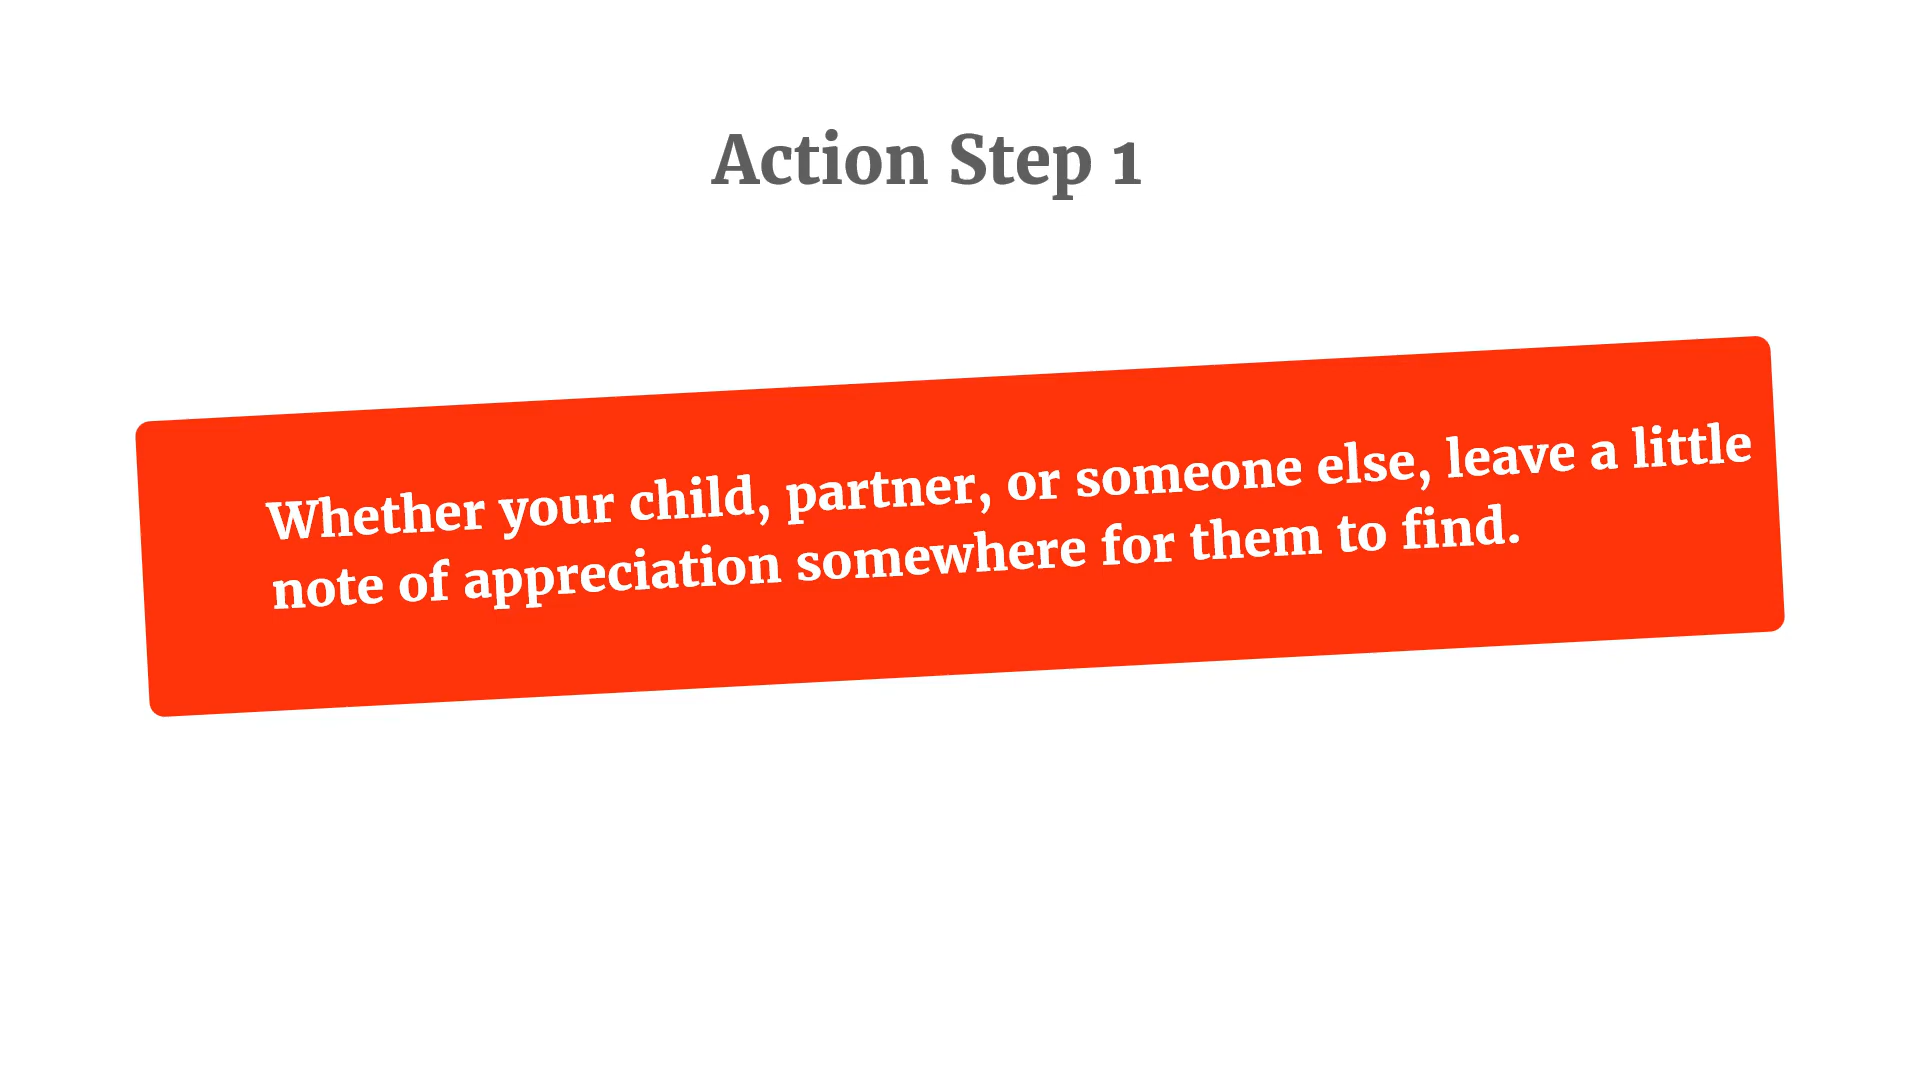 Action Step 1
Whether your child, partner, or someone else, leave a little
note of appreciation somewhere for them to find.